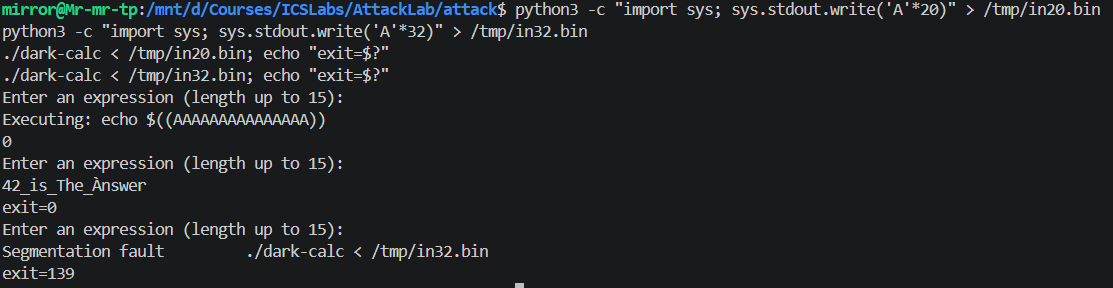 mirror@Mr-mr-tp:/mnt/d/Courses/ICSLabs/AttackLab/attack$ python3 -c "import sys; sys.stdout.write('A'*20)" > /tmp/in20.bin
python3 -c "import sys; sys.stdout.write('A'*32)" > /tmp/in32.bin
./dark-calc < /tmp/in20.bin; echo "exit=$?"
./dark-calc < /tmp/in32.bin; echo "exit=$?"
Enter an expression (length up to 15):
Executing: echo $((AAAAAAAAAAAAAAA))
0
Enter an expression (length up to 15):
42_is_The_Ànswer
exit=0
Enter an expression (length up to 15):
Segmentation fault         ./dark-calc < /tmp/in32.bin
exit=139